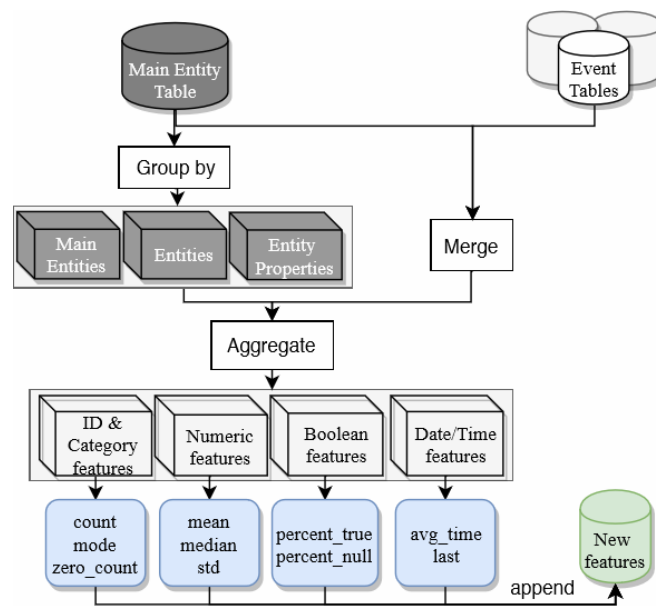 Main Entity
Table
Event
Tables
Group by
Main
Entities
Entities
Entity
Properties
Merge
Aggregate
ID &
Category
features
Numeric
features
Boolean
features
Date/Time
features
count
mode
zero_count
mean
median
std
percent_true
percent_null
avg_time
last
append
New
features